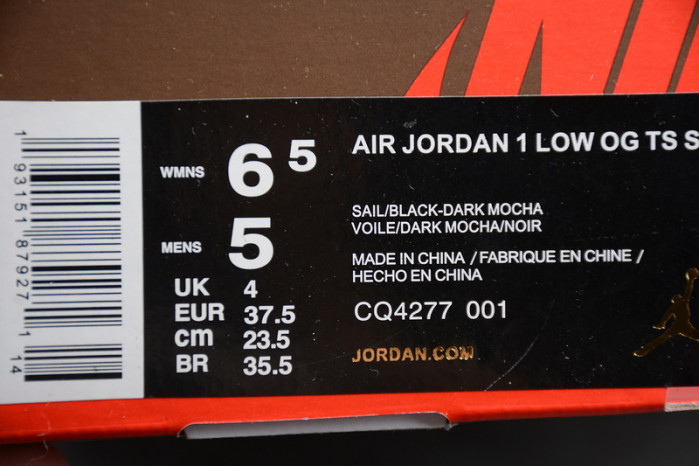 WMNS 6 5
MENS 5
UK 4
EUR 37.5
cm 23.5
BR 35.5
AIR JORDAN 1 LOW OG TS S
SAIL/BLACK-DARK MOCHA
VOILE/DARK MOCHA/NOIR
MADE IN CHINA / FABRIQUE EN CHINE /
HECHO EN CHINA
CQ4277 001
JORDAN.COM
1 93151 87927 1 14